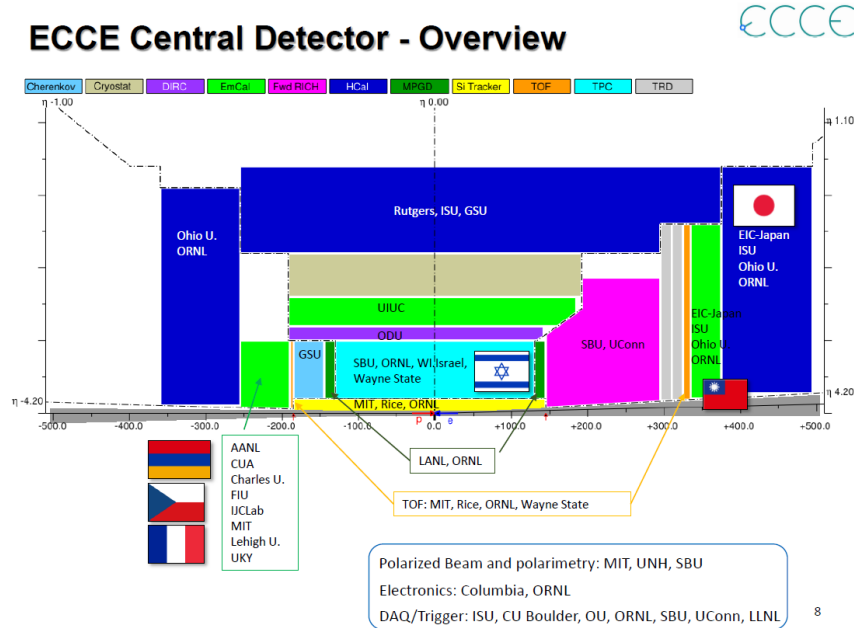 ECCE
ECCE Central Detector - Overview
Cherenkov Cryostat DIRC EmCal Fwd RICH HCal MPGD Si Tracker TOF TPC TRD
η -1.00 η 0.00
η 1.10
Rutgers, ISU, GSU
Ohio U.
ORNL
EIC-Japan
ISU
Ohio U.
ORNL
UIUC
ODU
EIC-Japan
ISU
Ohio U.
ORNL
GSU
SBU, ORNL, WI/Israel,
Wayne State
SBU, UConn
MIT, Rice, ORNL
η -4.20
η 4.20
p e
-500.0 -400.0 -300.0 -200.0 -100.0 0.0 +100.0 +200.0 +300.0 +400.0 +500.0
AANL
CUA
Charles U.
FIU
IJCLab
MIT
Lehigh U.
UKY
LANL, ORNL
TOF: MIT, Rice, ORNL, Wayne State
Polarized Beam and polarimetry: MIT, UNH, SBU
Electronics: Columbia, ORNL
DAQ/Trigger: ISU, CU Boulder, OU, ORNL, SBU, UConn, LLNL
8